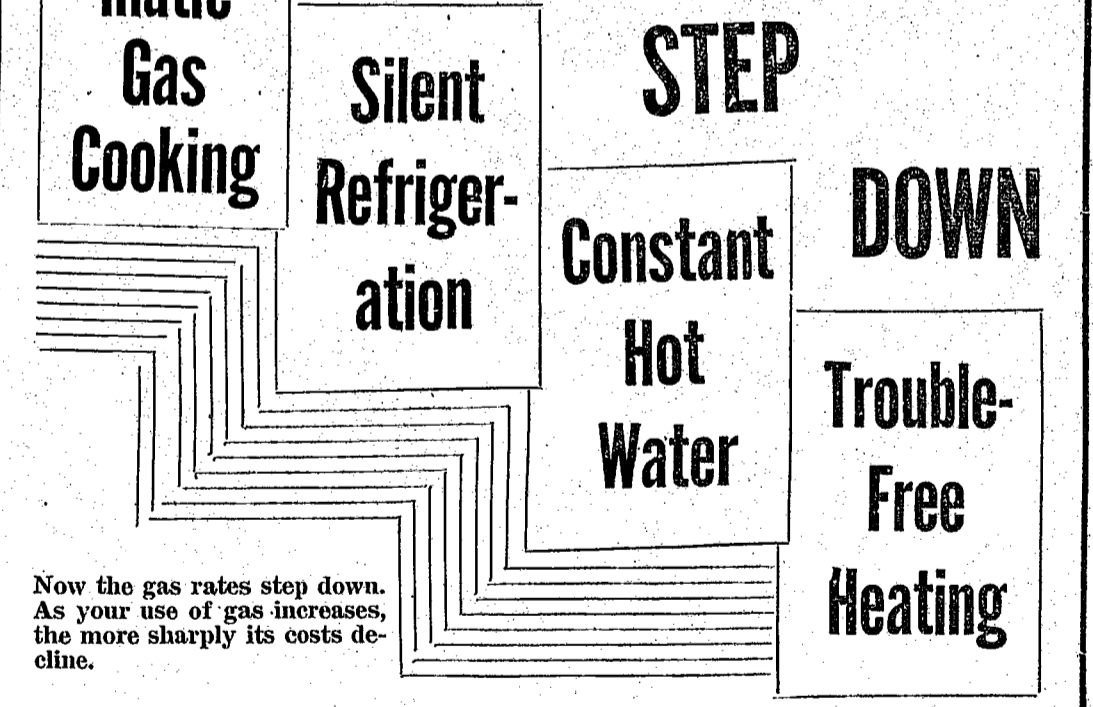 Gas
Cooking
Silent
Refriger-
ation
STEP
DOWN
Constant
Hot
Water
Trouble-
Free
Heating
Now the gas rates step down.
As your use of gas increases,
the more sharply its costs de-
cline.